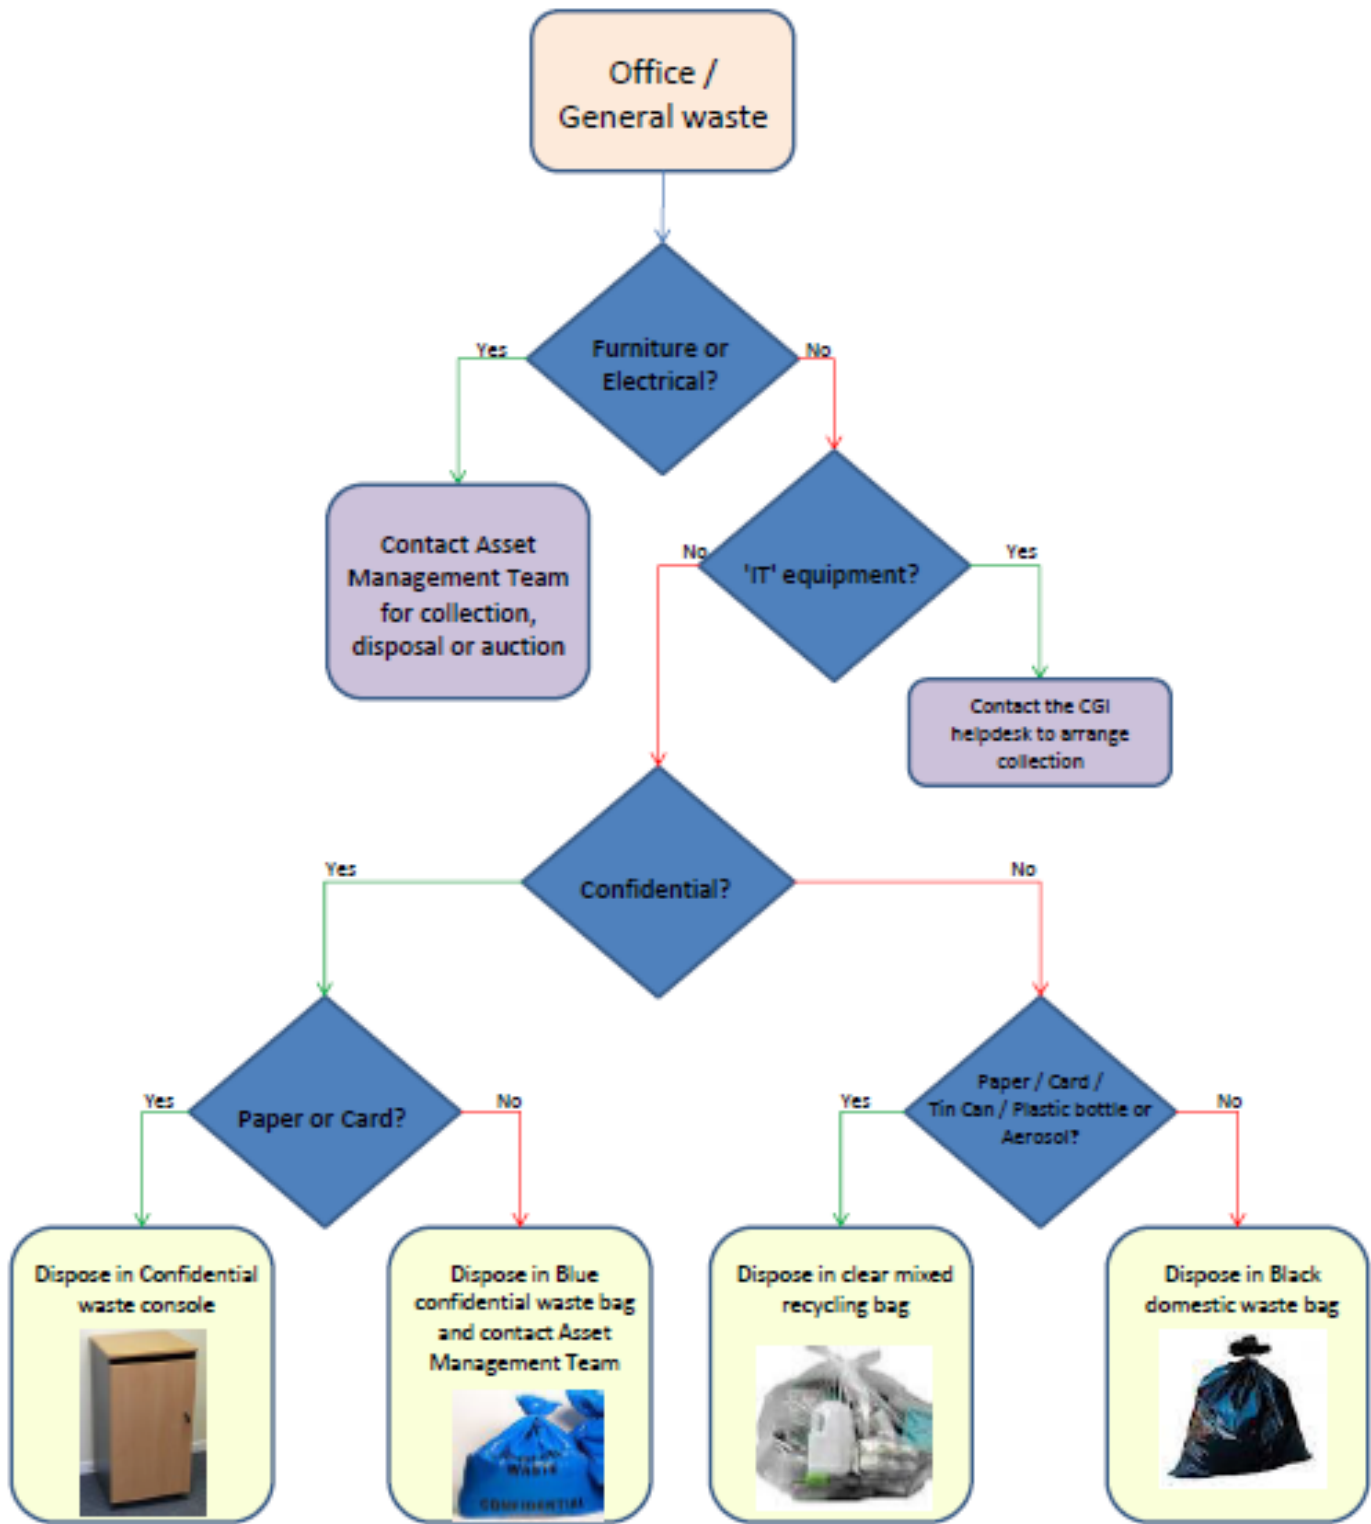 Office /
General waste
Furniture or
Electrical?
Yes
No
Contact Asset
Management Team
for collection,
disposal or auction
'IT' equipment?
No
Yes
Contact the CGI
helpdesk to arrange
collection
Confidential?
Yes
No
Paper or Card?
Yes
No
Paper / Card /
Tin Can / Plastic bottle or
Aerosol?
Yes
No
Dispose in Confidential
waste console
Dispose in Blue
confidential waste bag
and contact Asset
Management Team
WASTE
CONFIDENTIAL
Dispose in clear mixed
recycling bag
Dispose in Black
domestic waste bag